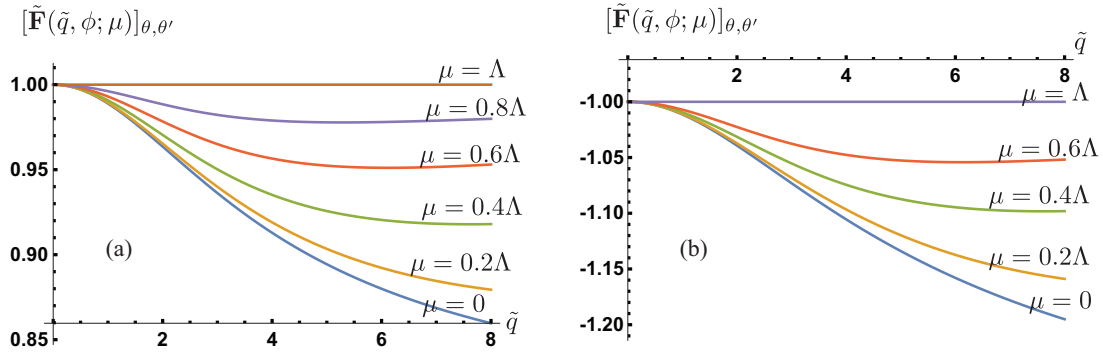 [F̃(q̃, ϕ; μ)]θ,θ′
μ = Λ
1.00
μ = 0.8Λ
μ = 0.6Λ
0.95
μ = 0.4Λ
0.90
(a)
μ = 0.2Λ
μ = 0
q̃
0.85
2
4
6
8
[F̃(q̃, ϕ; μ)]θ,θ′
q̃
2
4
6
8
-1.00
μ = Λ
μ = 0.6Λ
-1.05
μ = 0.4Λ
-1.10
(b)
μ = 0.2Λ
-1.15
μ = 0
-1.20